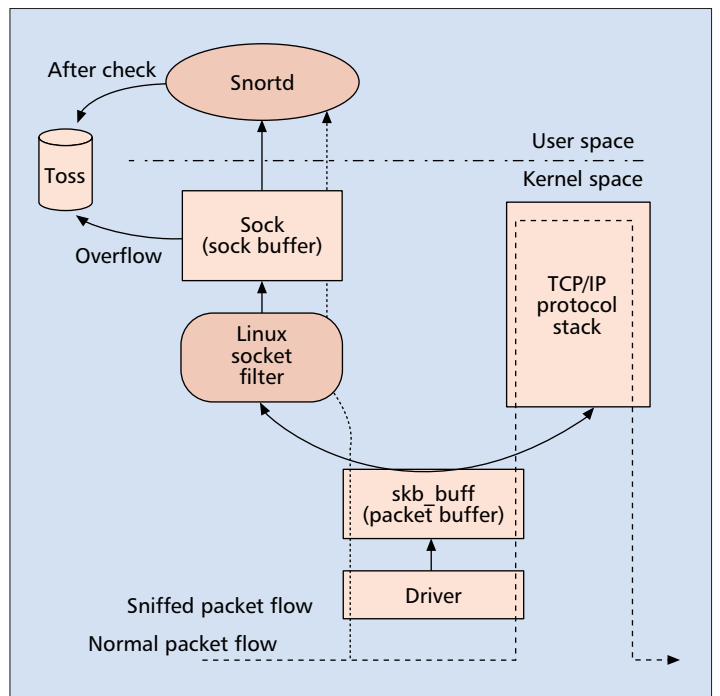 After check
Snortd
User space
Toss
Kernel space
Sock
(sock buffer)
Overflow
TCP/IP
protocol
stack
Linux
socket
filter
skb_buff
(packet buffer)
Driver
Sniffed packet flow
Normal packet flow